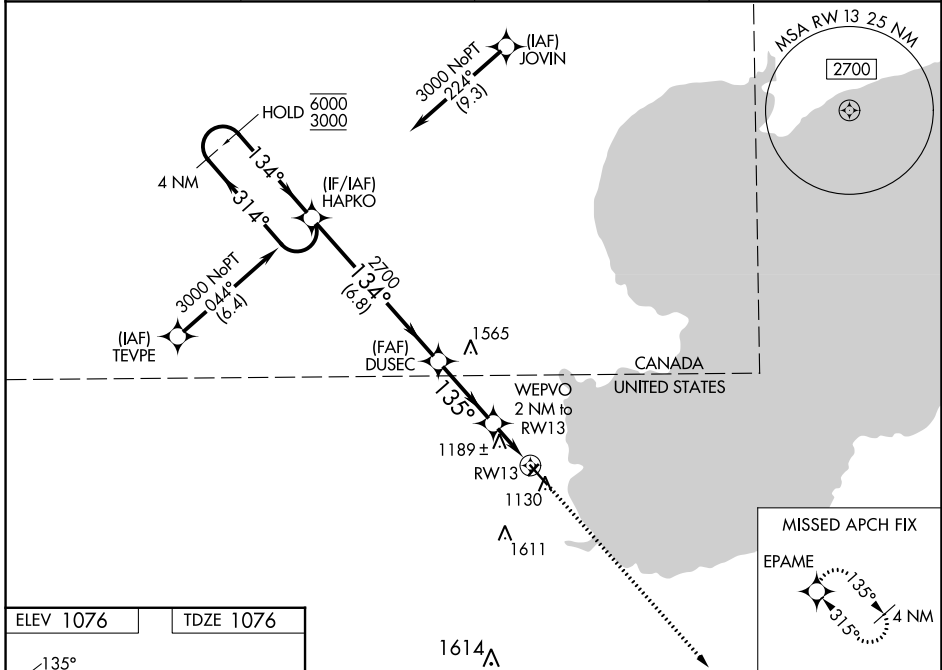 (IAF)
JOVIN
3000 NoPT
224°
(9.3)
MSA RW 13 25 NM
2700
HOLD 6000
3000
134°
4 NM
314°
(IF/IAF)
HAPKO
3000 NoPT
044°
(6.4)
(IAF)
TEVPE
2700
134°
(6.8)
(FAF)
DUSEC
1565
CANADA
UNITED STATES
135°
WEPVO
2 NM to
RW13
1189 ±
RW13
1130
1611
MISSED APCH FIX
EPAME
135°
315°
4 NM
ELEV 1076
TDZE 1076
135°
1614